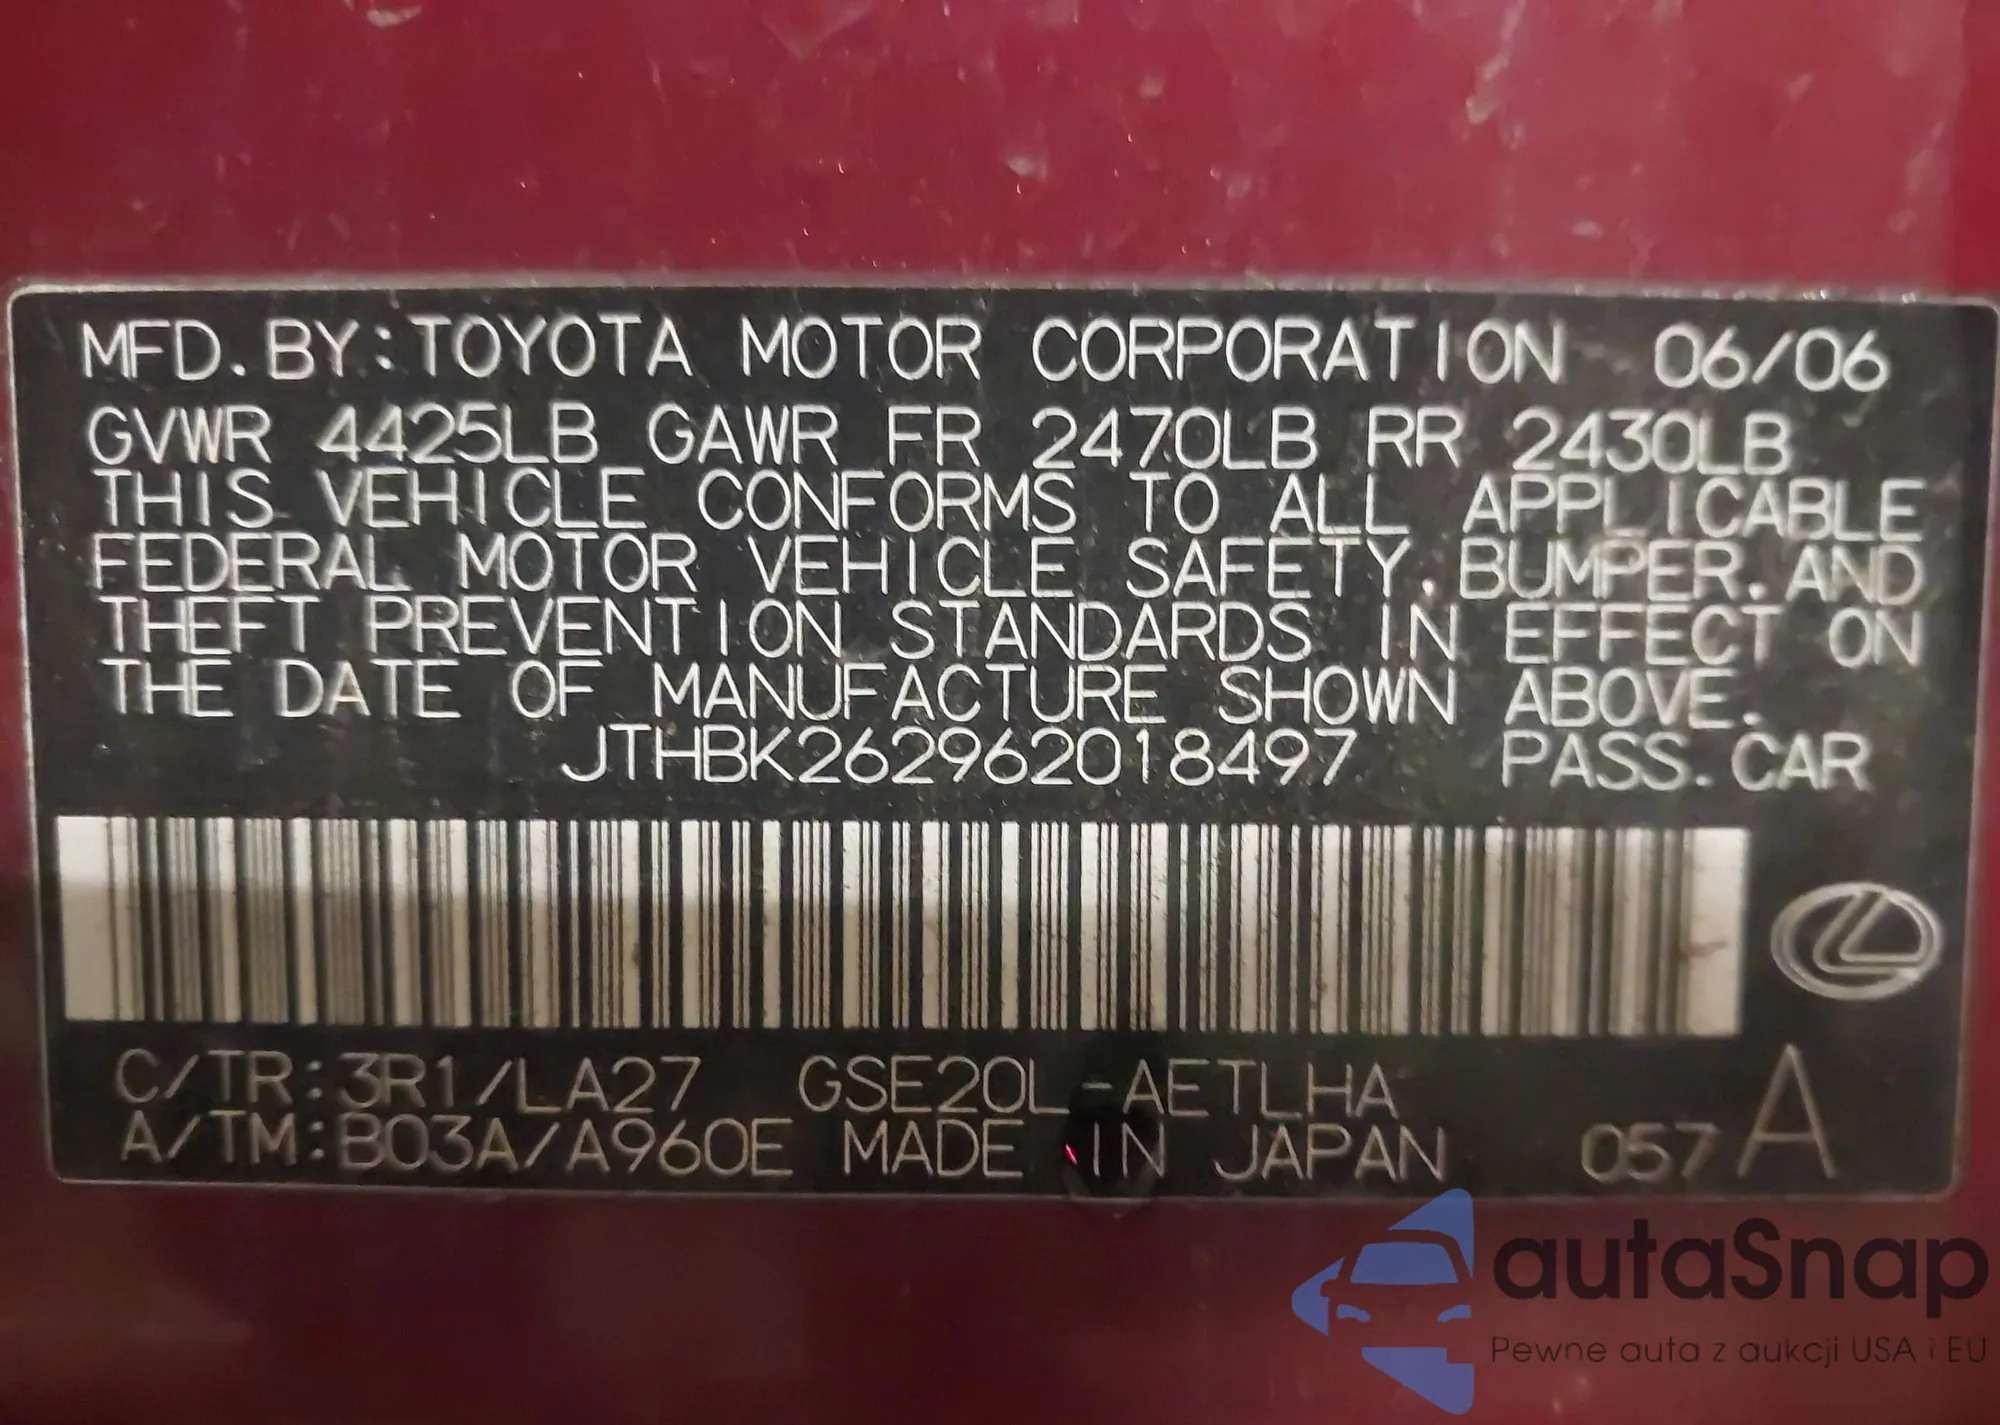 MFD. BY: TOYOTA MOTOR CORPORATION 06/06
GVWR 4425LB GAWR FR 2470LB RR 2430LB
THIS VEHICLE CONFORMS TO ALL APPLICABLE
FEDERAL MOTOR VEHICLE SAFETY, BUMPER, AND
THEFT PREVENTION STANDARDS IN EFFECT ON
THE DATE OF MANUFACTURE SHOWN ABOVE.
JTHBK262962018497 PASS. CAR
C/TR: 3R1/LA27 GSE20L-AETLHA
A/TM: B03A/A960E MADE IN JAPAN 057 A
autaSnap
Pewne auta z aukcji USA i EU